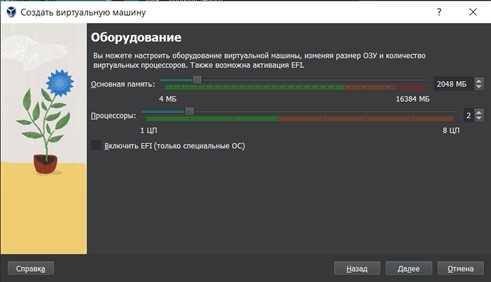 Создать виртуальную машину
Оборудование
Вы можете настроить оборудование виртуальной машины, изменяя размер ОЗУ и количество
виртуальных процессоров. Также возможна активация EFI.
Основная память:
2048 МБ
4 МБ
16384 МБ
Процессоры:
2
1 ЦП
8 ЦП
Включить EFI (только специальные ОС)
Справка
Назад
Далее
Отмена